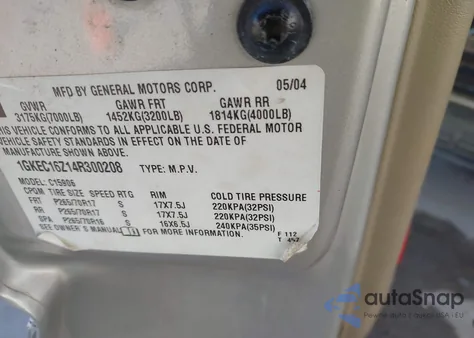 MFD BY GENERAL MOTORS CORP. 05/04
GVWR GAWR FRT GAWR RR
3175KG(7000LB) 1452KG(3200LB) 1814KG(4000LB)
THIS VEHICLE CONFORMS TO ALL APPLICABLE U.S. FEDERAL MOTOR
VEHICLE SAFETY STANDARDS IN EFFECT ON THE DATE OF
MANUFACTURE SHOWN ABOVE.
1GKEC16Z14R300208 TYPE: M.P.V.
MODEL: C15906
TIRE SIZE SPEED RTG RIM COLD TIRE PRESSURE
FRT P265/70R17 S 17X7.5J 220KPA(32PSI)
RR P265/70R17 S 17X7.5J 220KPA(32PSI)
SPA P265/70R16 S 16X6.5J 240KPA(35PSI)
SEE OWNER'S MANUAL FOR MORE INFORMATION.
F 112
T 4
autoSnap